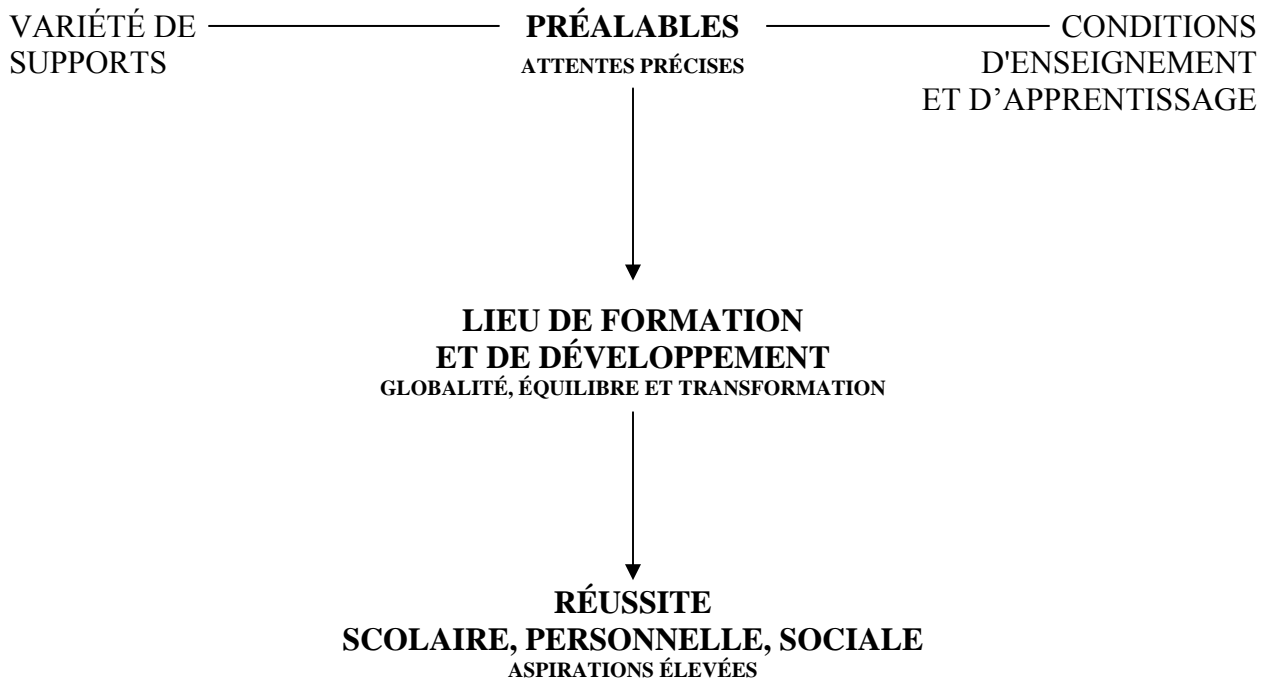 VARIÉTÉ DE
SUPPORTS
PRÉALABLES
ATTENTES PRÉCISES
CONDITIONS
D'ENSEIGNEMENT
ET D’APPRENTISSAGE
LIEU DE FORMATION
ET DE DÉVELOPPEMENT
GLOBALITÉ, ÉQUILIBRE ET TRANSFORMATION
RÉUSSITE
SCOLAIRE, PERSONNELLE, SOCIALE
ASPIRATIONS ÉLEVÉES